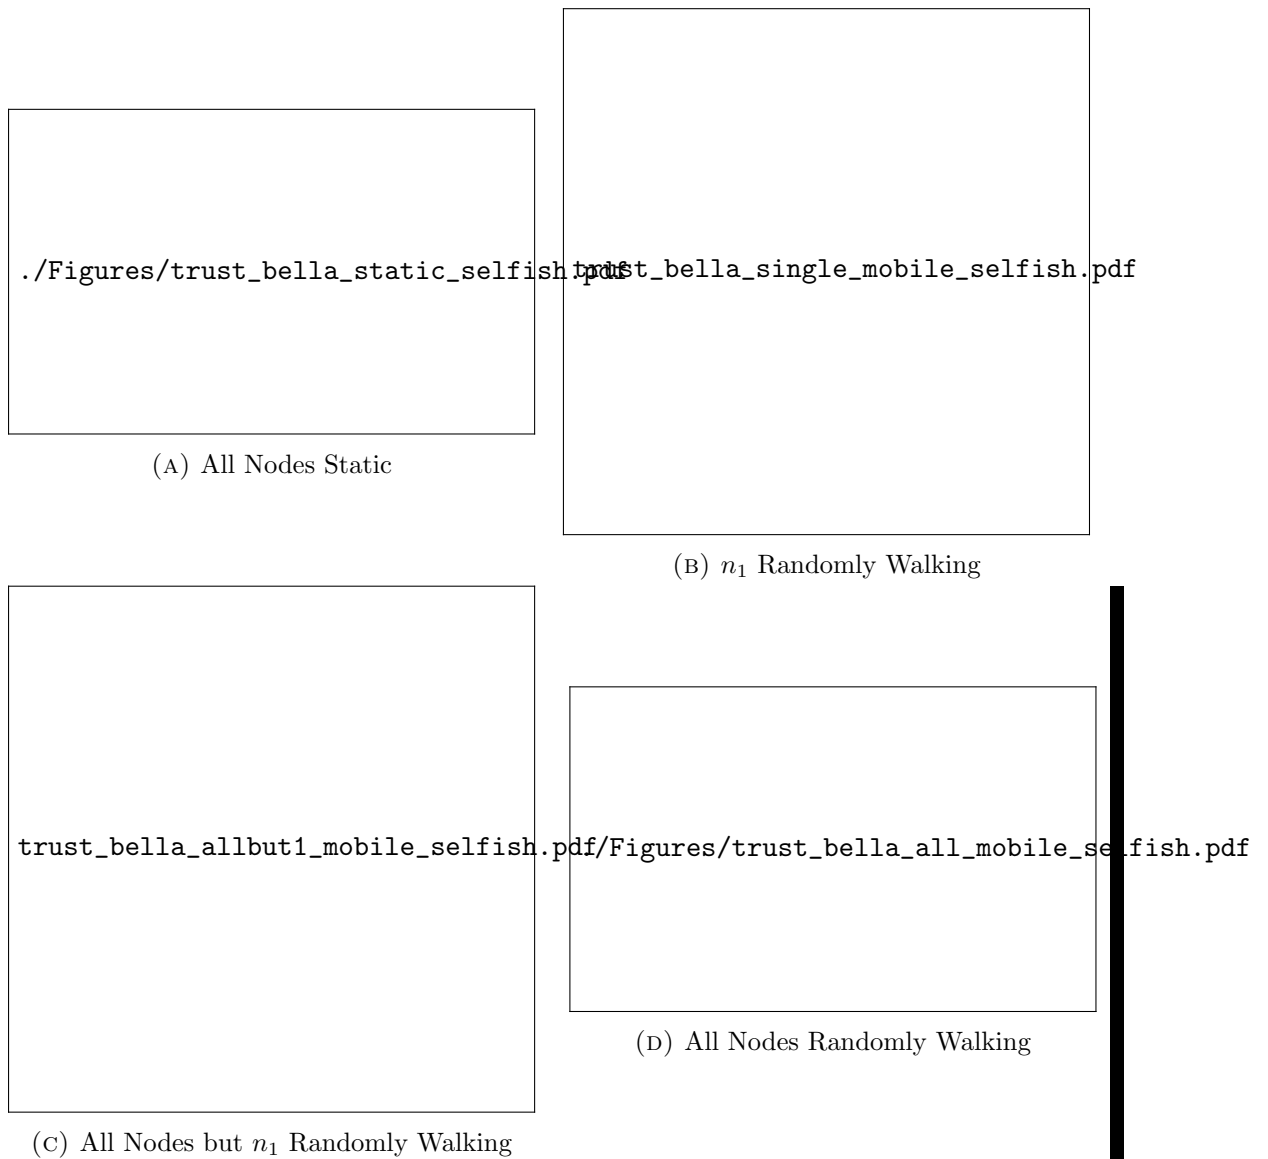 ./Figures/trust_bella_static_selfish.pdf
trust_bella_single_mobile_selfish.pdf
(A) All Nodes Static
(B) n₁ Randomly Walking
trust_bella_allbut1_mobile_selfish.pdf
./Figures/trust_bella_all_mobile_selfish.pdf
(D) All Nodes Randomly Walking
(C) All Nodes but n₁ Randomly Walking